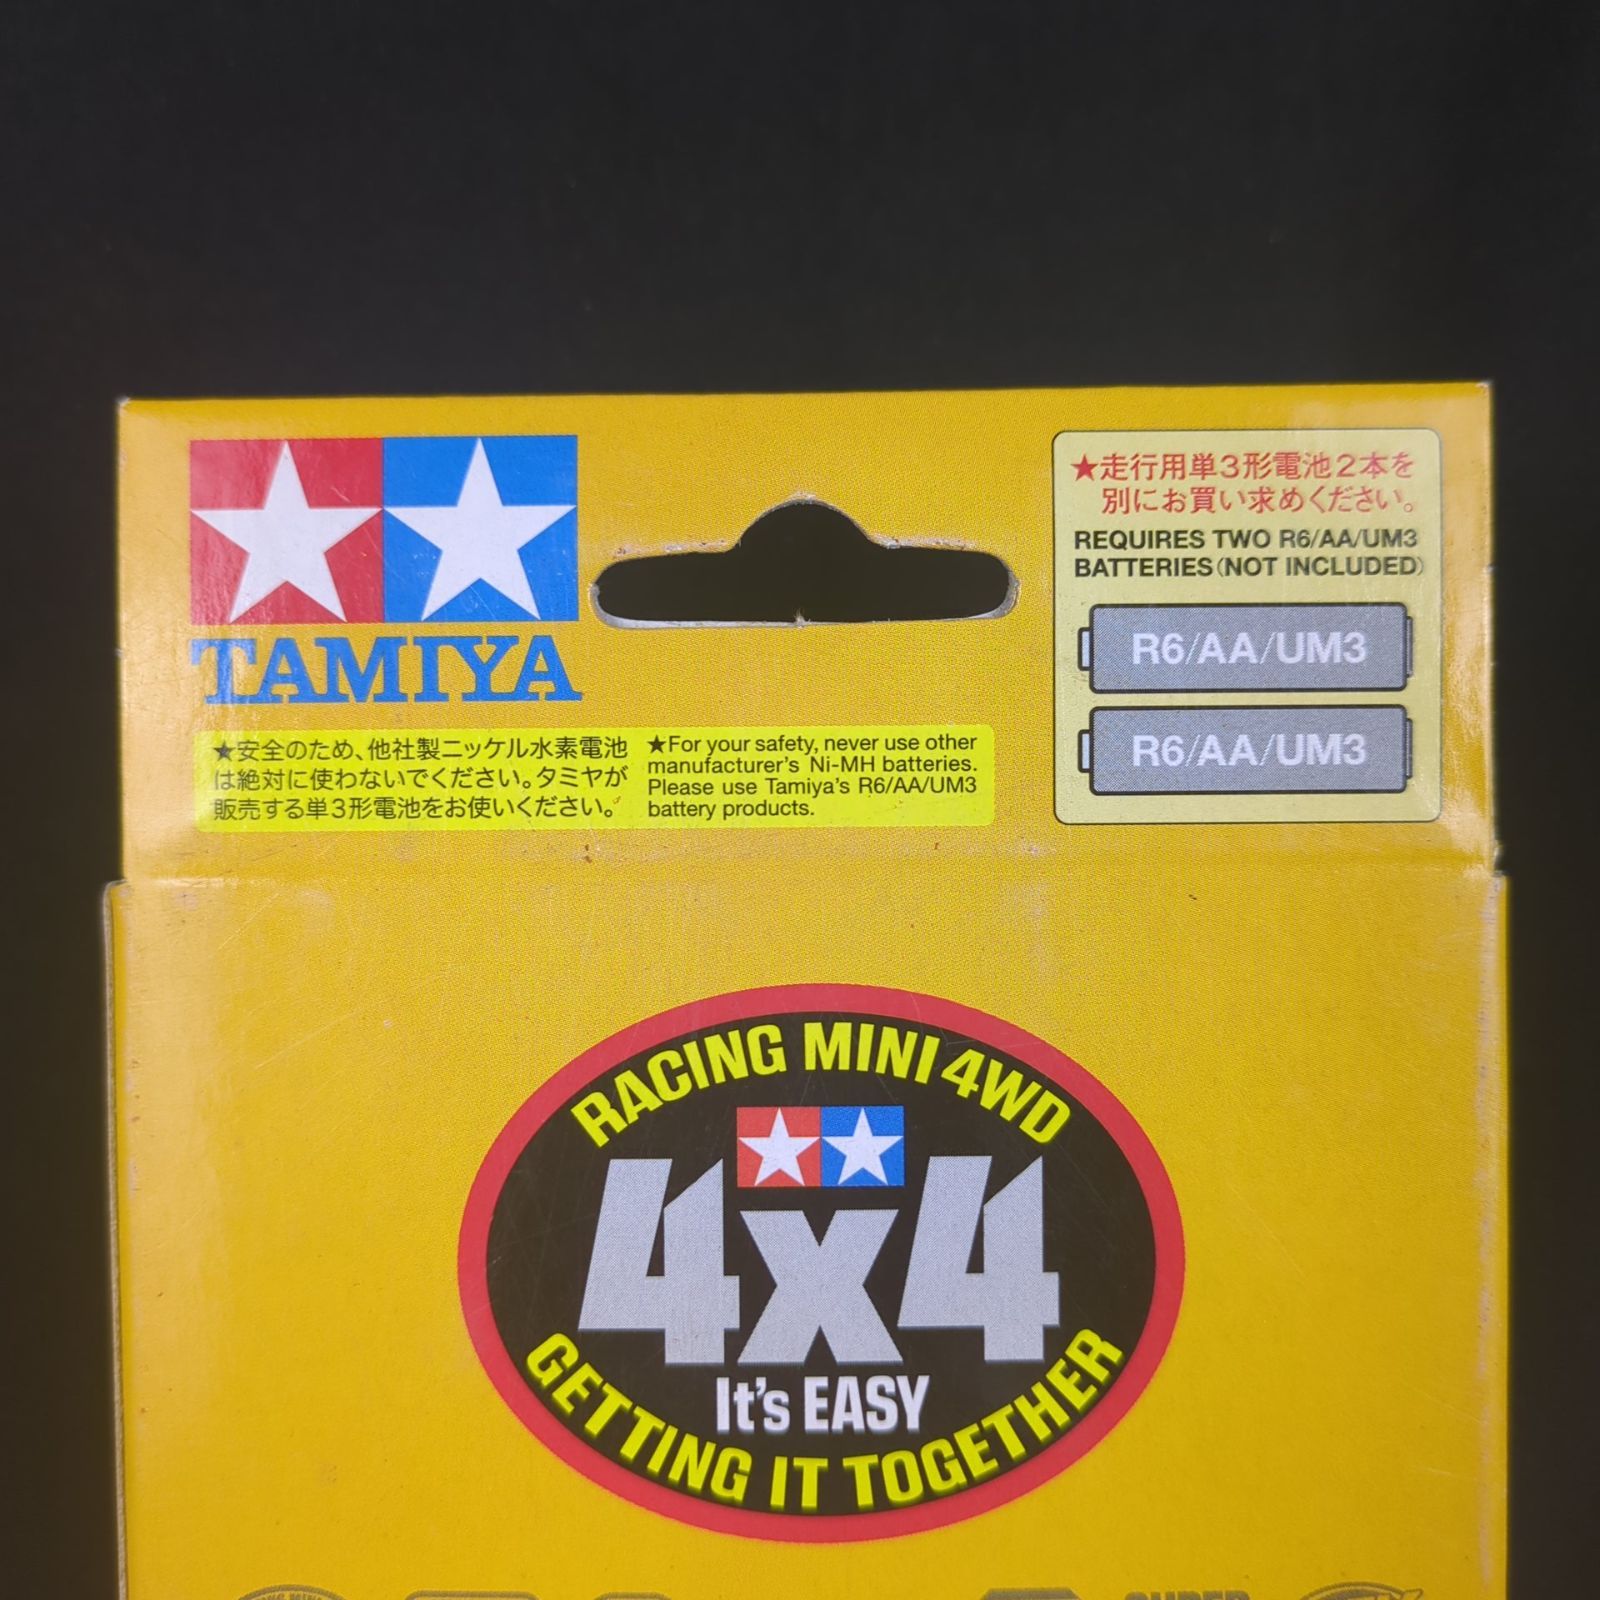 TAMIYA
★走行用単3形電池2本を
別にお買い求めください。
REQUIRES TWO R6/AA/UM3
BATTERIES (NOT INCLUDED)
R6/AA/UM3
R6/AA/UM3
★安全のため、他社製ニッケル水素電池
は絶対に使わないでください。タミヤが
販売する単3形電池をお使いください。
★For your safety, never use other
manufacturer's Ni-MH batteries.
Please use Tamiya's R6/AA/UM3
battery products.
RACING MINI 4WD
4x4
It's EASY
GETTING IT TOGETHER